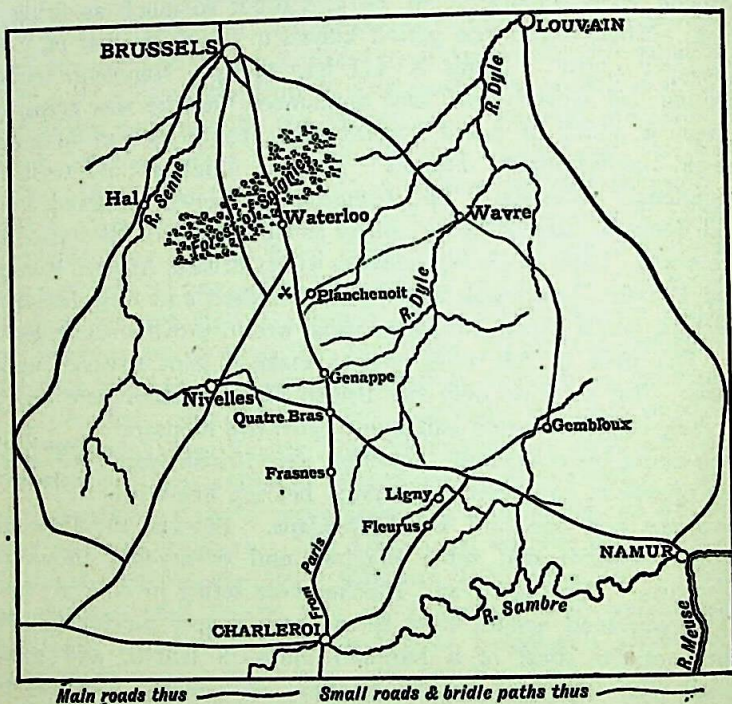 BRUSSELS
LOUVAIN
R. Dyle
Hal
R. Senne
Forest of Soignies
Waterloo
Wavre
Planchenoit
R. Dyle
Genappe
Nivelles
Quatre Bras
Gembloux
Frasnes
Ligny
Fleurus
From Paris
NAMUR
R. Sambre
CHARLEROI
R. Meuse
Main roads thus
Small roads & bridle paths thus